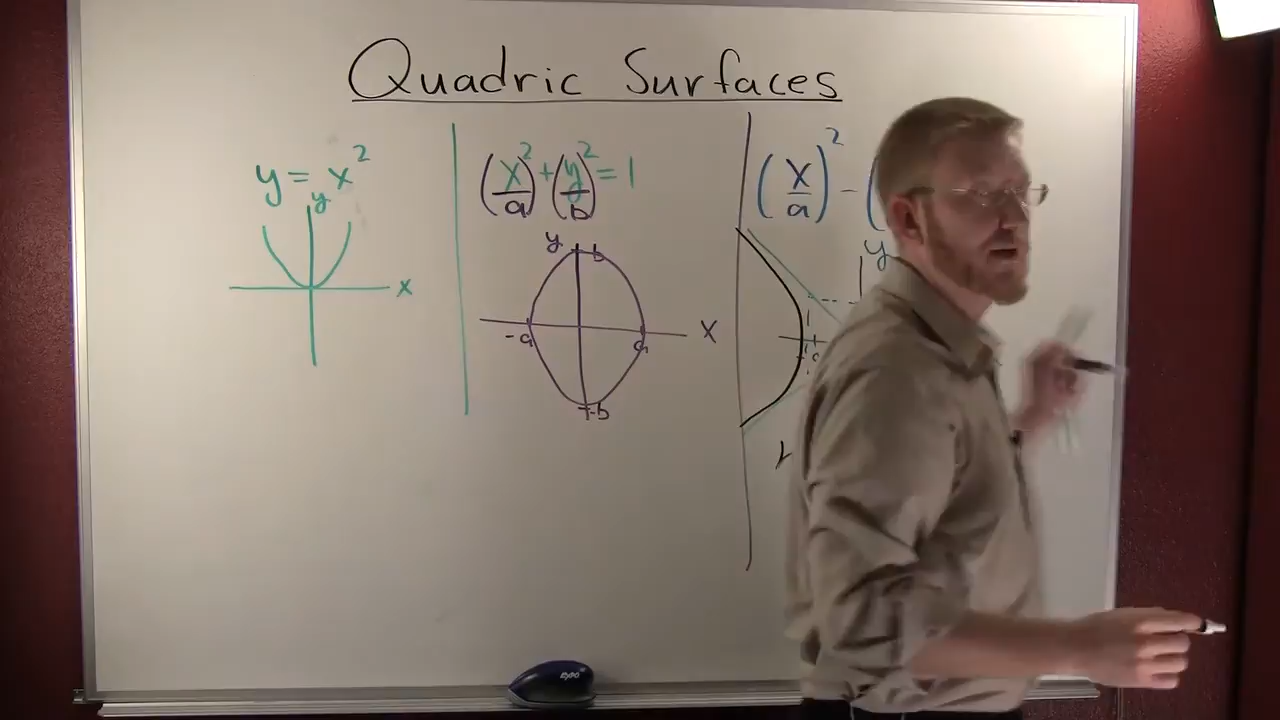 Quadric Surfaces
y = x²
y
x
(x/a)² + (y/b)² = 1
y
b
-a
a
x
-b
(x/a)² - (
y
EXPO